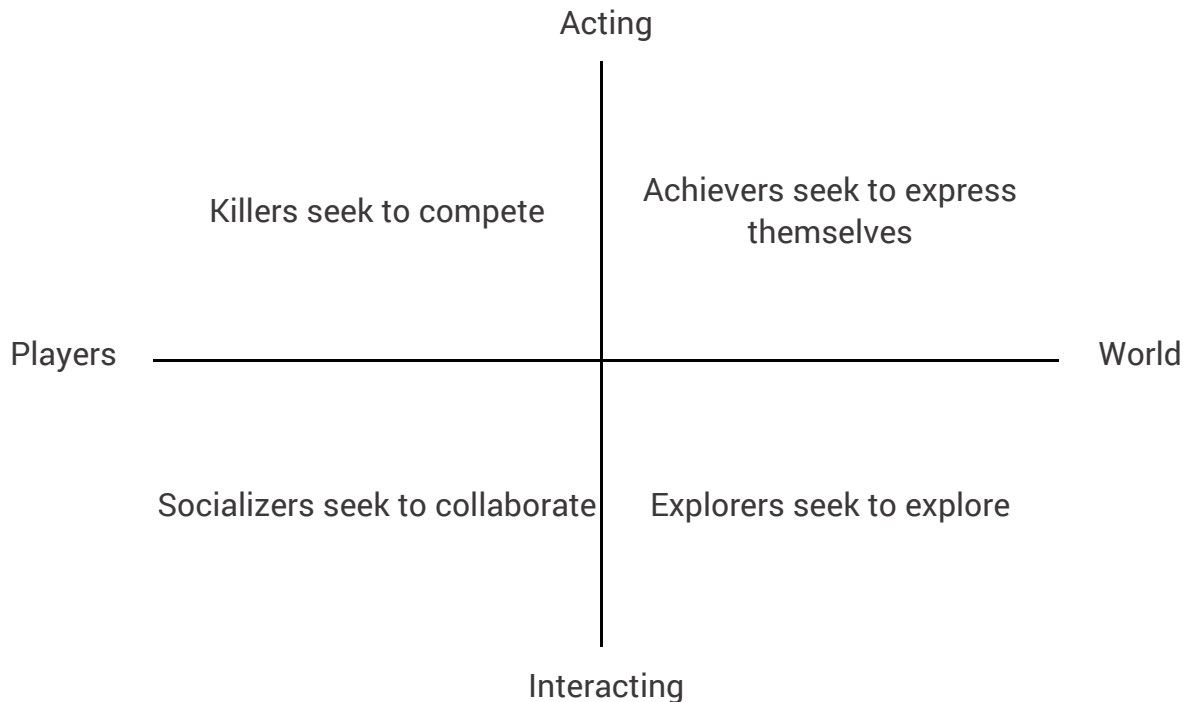 Acting
Killers seek to compete
Achievers seek to express
themselves
Players
World
Socializers seek to collaborate
Explorers seek to explore
Interacting